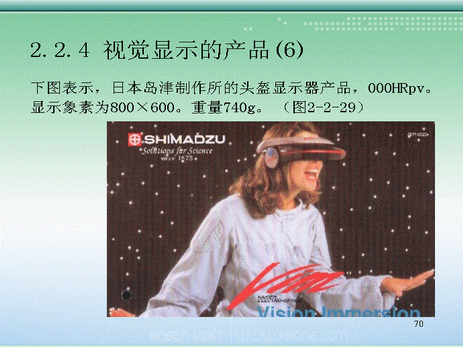 2.2.4 视觉显示的产品(6)
下图表示，日本岛津制作所的头盔显示器产品，000HRpv。
显示象素为800×600。重量740g。（图2-2-29）
SHIMADZU
Solutions for Science
SINCE 1875
Vision Immersion
70